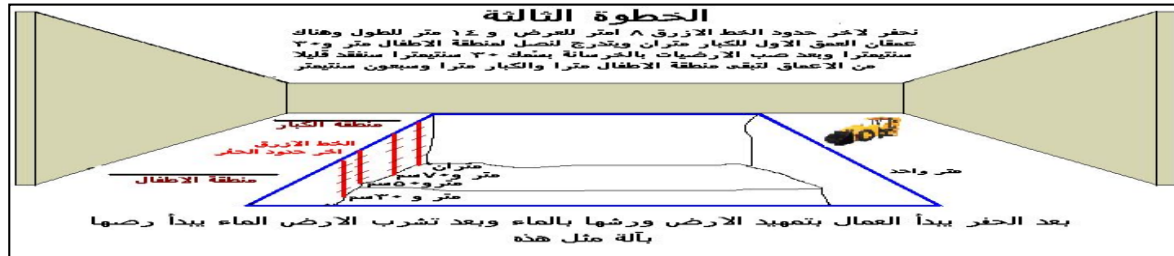 الخطوة الثالثة
نحفر لاخر حدود الخط الازرق ٨ امتر للعرض و ١٤ متر للطول وهناك
عمقان العمق الاول للكبار متران ويتدرج لنصل لمنطقة الاطفال متر و٣٠
سنتيمترا وبعد صب الارضيات بالخرسانة بسمك ٣٠ سنتيمترا سنفقد قليلا
من الاعماق لتبقى منطقة الاطفال مترا والكبار مترا وسبعون سنتيمتر
منطقة الكبار
الخط الازرق
اخر حدود الحفر
منطقة الاطفال
متران
متر و٧٠سم
متر و٥٠سم
متر و ٣٠سم
متر واحد
بعد الحفر يبدأ العمال بتمهيد الارض ورشها بالماء وبعد تشرب الارض الماء يبدأ رصها
بآلة مثل هذه